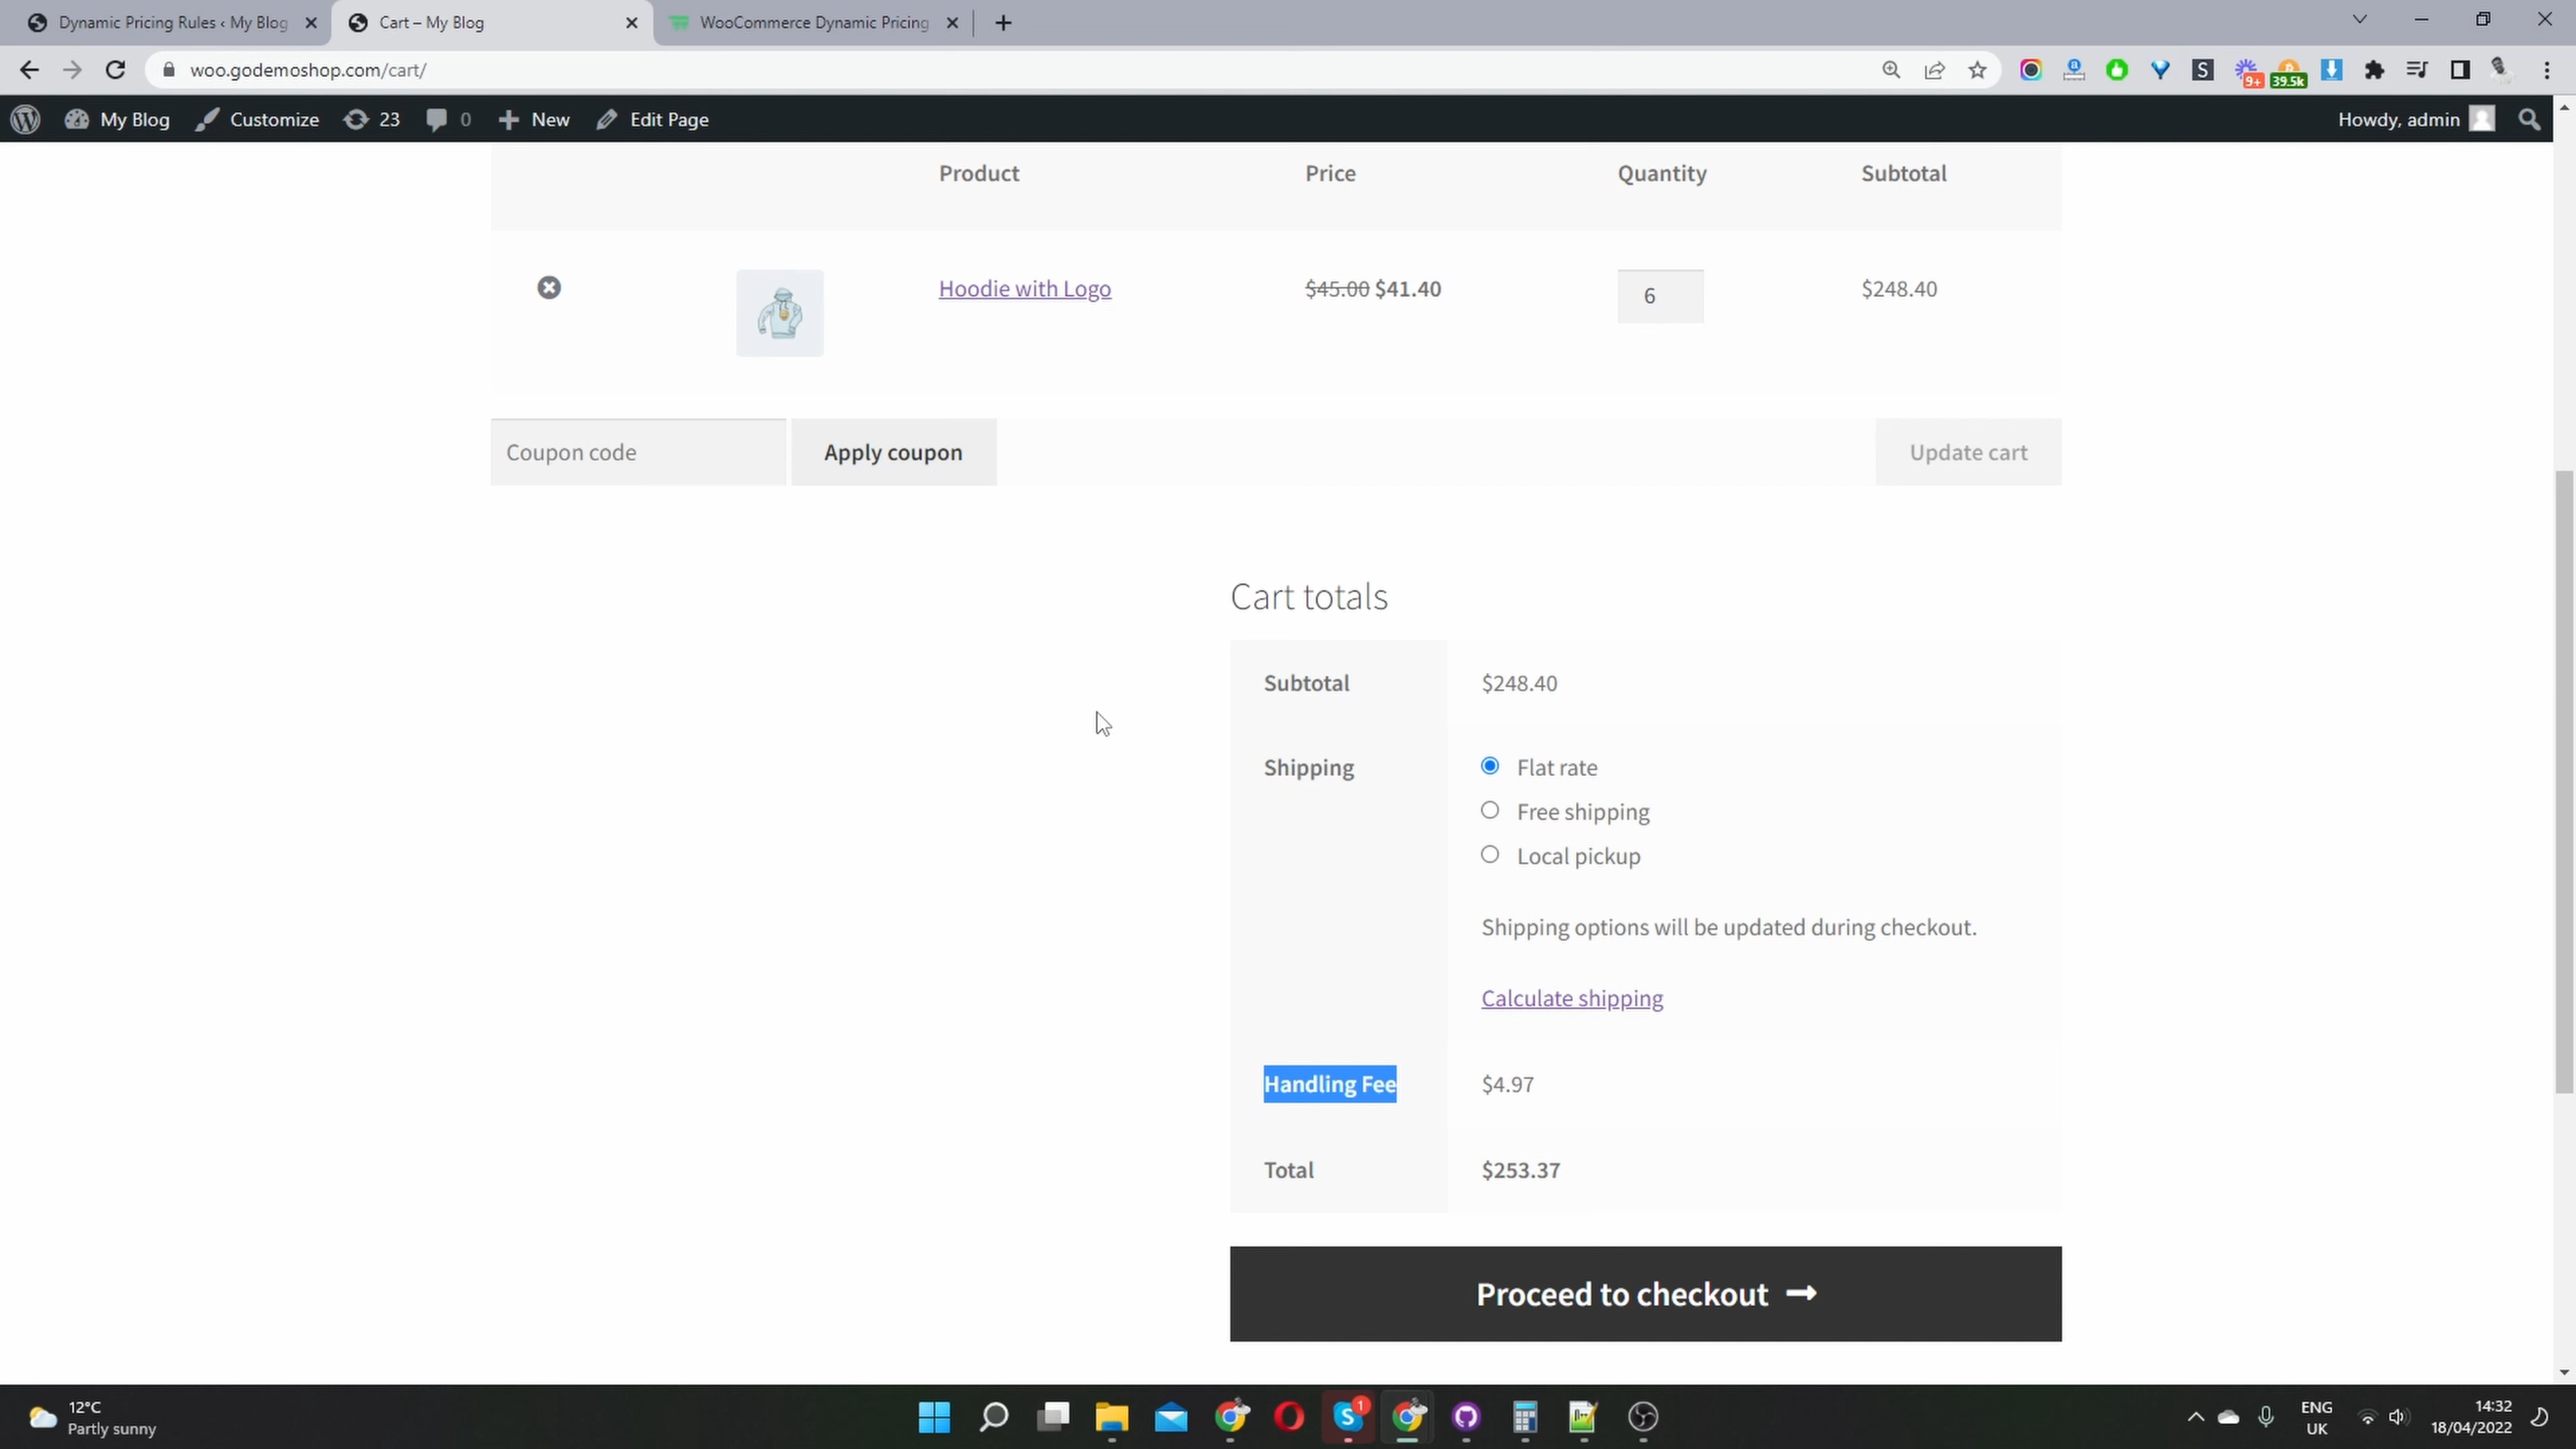 Dynamic Pricing Rules ‹ My Blog
Cart – My Blog
WooCommerce Dynamic Pricing
woo.godemoshop.com/cart/
S
9+
39.5k
My Blog
Customize
23
0
New
Edit Page
Howdy, admin
Product Price Quantity Subtotal
Hoodie with Logo $45.00 $41.40 6 $248.40
Coupon code Apply coupon Update cart
Cart totals
Subtotal $248.40
Shipping Flat rate
Free shipping
Local pickup
Shipping options will be updated during checkout.
Calculate shipping
Handling Fee $4.97
Total $253.37
Proceed to checkout
12°C
Partly sunny
S
1
ENG
UK
14:32
18/04/2022